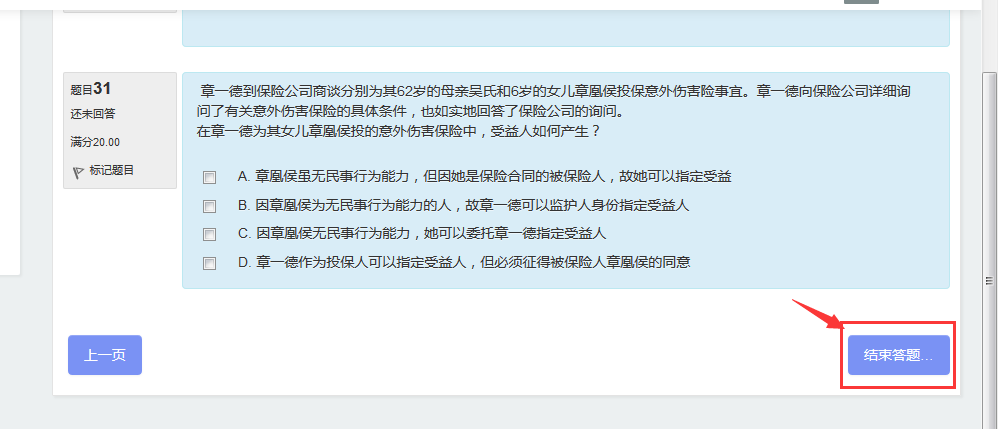 题目31
还未回答
满分20.00
标记题目
章一德到保险公司商谈分别为其62岁的母亲吴氏和6岁的女儿章凰侯投保意外伤害险事宜。章一德向保险公司详细询
问了有关意外伤害保险的具体条件，也如实地回答了保险公司的询问。
在章一德为其女儿章凰侯投的意外伤害保险中，受益人如何产生？
A. 章凰侯虽无民事行为能力，但因她是保险合同的被保险人，故她可以指定受益
B. 因章凰侯为无民事行为能力的人，故章一德可以监护人身份指定受益人
C. 因章凰侯无民事行为能力，她可以委托章一德指定受益人
D. 章一德作为投保人可以指定受益人，但必须征得被保险人章凰侯的同意
上一页
结束答题...